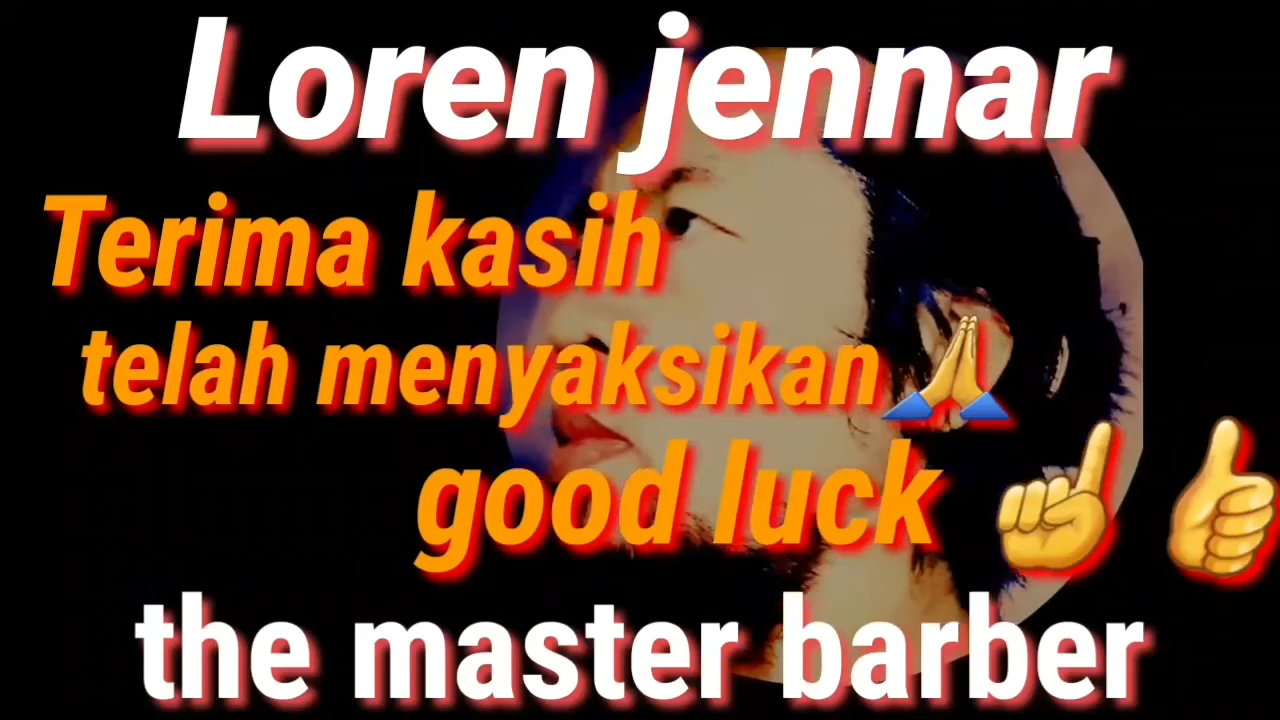 Loren jennar
Terima kasih
telah menyaksikan🙏
good luck ☝️👍
the master barber